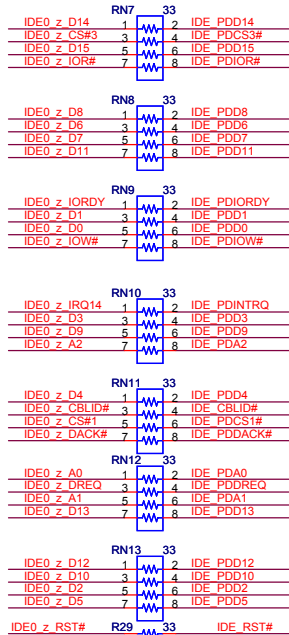 RN7 33
IDE0_z_D14 1 2 IDE_PDD14
IDE0_z_CS#3 3 4 IDE_PDCS3#
IDE0_z_D15 5 6 IDE_PDD15
IDE0_z_IOR# 7 8 IDE_PDIOR#
RN8 33
IDE0_z_D8 1 2 IDE_PDD8
IDE0_z_D6 3 4 IDE_PDD6
IDE0_z_D7 5 6 IDE_PDD7
IDE0_z_D11 7 8 IDE_PDD11
RN9 33
IDE0_z_IORDY 1 2 IDE_PDIORDY
IDE0_z_D1 3 4 IDE_PDD1
IDE0_z_D0 5 6 IDE_PDD0
IDE0_z_IOW# 7 8 IDE_PDIOW#
RN10 33
IDE0_z_IRQ14 1 2 IDE_PDINTRQ
IDE0_z_D3 3 4 IDE_PDD3
IDE0_z_D9 5 6 IDE_PDD9
IDE0_z_A2 7 8 IDE_PDA2
RN11 33
IDE0_z_D4 1 2 IDE_PDD4
IDE0_z_CBLID# 3 4 IDE_CBLID#
IDE0_z_CS#1 5 6 IDE_PDCS1#
IDE0_z_DACK# 7 8 IDE_PDDACK#
RN12 33
IDE0_z_A0 1 2 IDE_PDA0
IDE0_z_DREQ 3 4 IDE_PDDREQ
IDE0_z_A1 5 6 IDE_PDA1
IDE0_z_D13 7 8 IDE_PDD13
RN13 33
IDE0_z_D12 1 2 IDE_PDD12
IDE0_z_D10 3 4 IDE_PDD10
IDE0_z_D2 5 6 IDE_PDD2
IDE0_z_D5 7 8 IDE_PDD5
IDE0_z_RST# R29 33 IDE_RST#